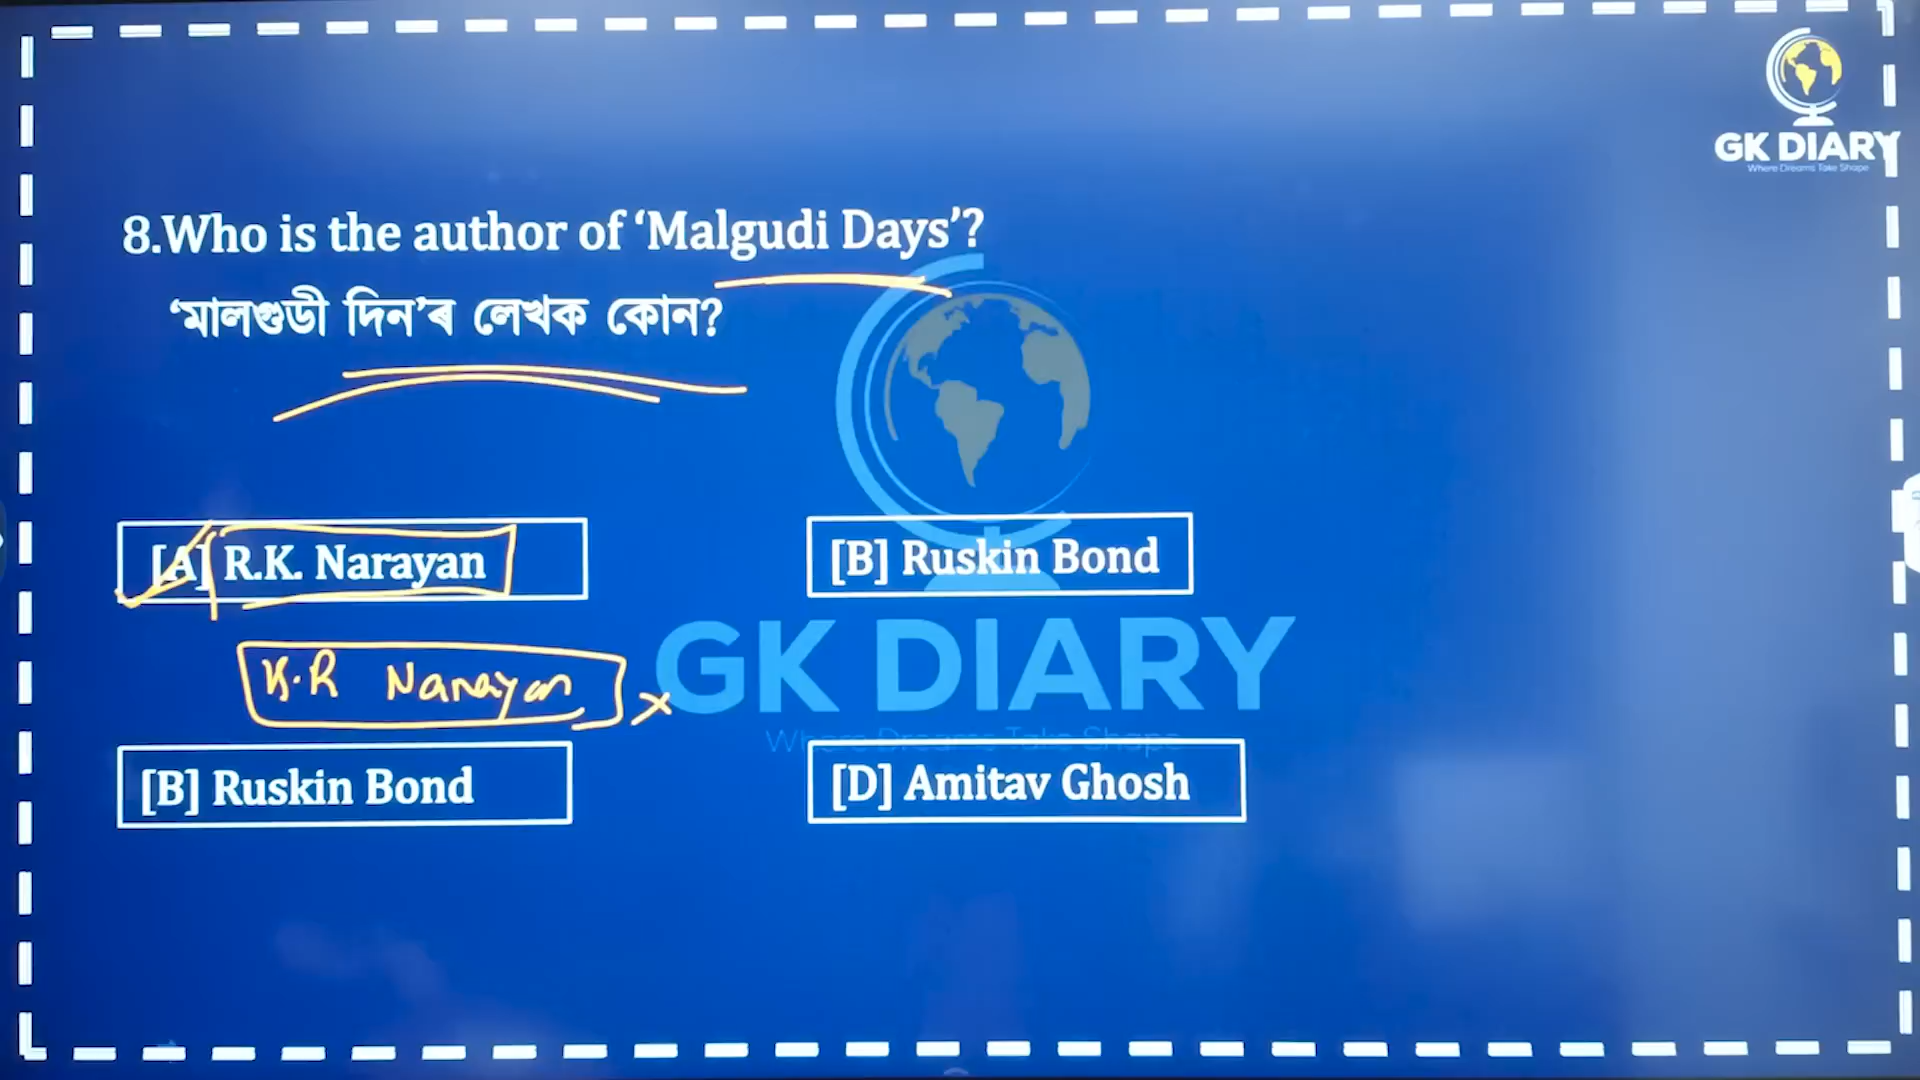 GK DIARY
Where Dreams Take Shape
8.Who is the author of ‘Malgudi Days’?
‘মালগুডী দিন’ৰ লেখক কোন?
[A] R.K. Narayan
[B] Ruskin Bond
K.R Narayan x
GK DIARY
Where Dreams Take Shape
[B] Ruskin Bond
[D] Amitav Ghosh